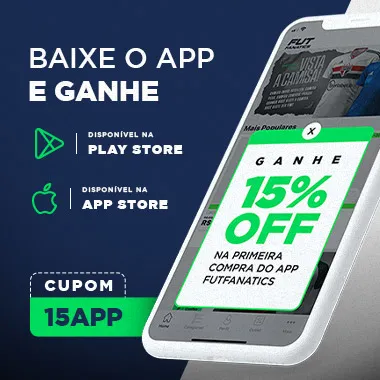 BAIXE O APP
E GANHE
DISPONÍVEL NA
PLAY STORE
DISPONÍVEL NA
APP STORE
CUPOM
15APP
FUT
FANATICS
VISTA
A CAMISA!
Mais Populares
X
GANHE
15%
OFF
NA PRIMEIRA
COMPRA DO APP
FUTFANATICS
R$
Home